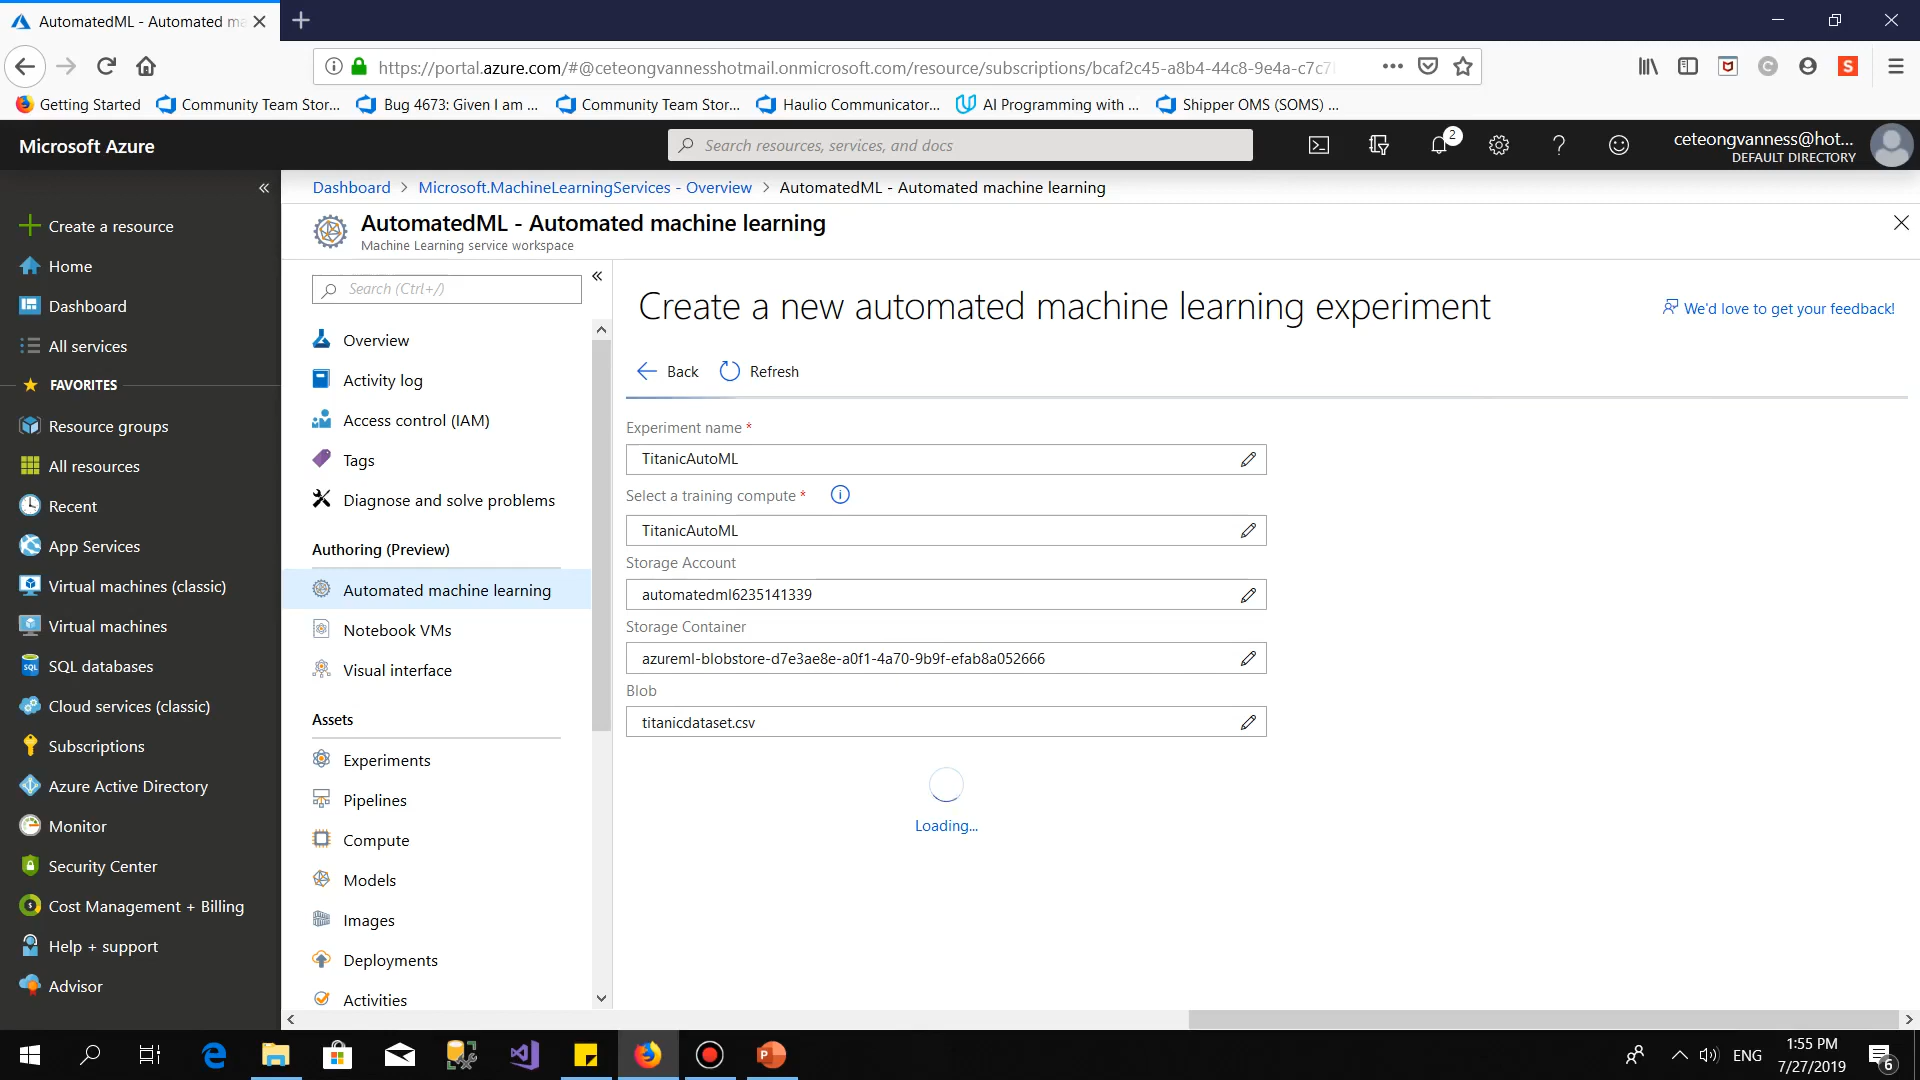 AutomatedML - Automated ma
https://portal.azure.com/#@ceteongvannesshotmail.onmicrosoft.com/resource/subscriptions/bcaf2c45-a8b4-44c8-9e4a-c7c7
Getting Started
Community Team Stor...
Bug 4673: Given I am ...
Community Team Stor...
Haulio Communicator...
AI Programming with ...
Shipper OMS (SOMS) ...
Microsoft Azure
Search resources, services, and docs
2
ceteongvanness@hot...
DEFAULT DIRECTORY
Dashboard > Microsoft.MachineLearningServices - Overview > AutomatedML - Automated machine learning
AutomatedML - Automated machine learning
Machine Learning service workspace
Create a resource
Home
Dashboard
All services
FAVORITES
Resource groups
All resources
Recent
App Services
Virtual machines (classic)
Virtual machines
SQL databases
Cloud services (classic)
Subscriptions
Azure Active Directory
Monitor
Security Center
Cost Management + Billing
Help + support
Advisor
Search (Ctrl+/)
Overview
Activity log
Access control (IAM)
Tags
Diagnose and solve problems
Authoring (Preview)
Automated machine learning
Notebook VMs
Visual interface
Assets
Experiments
Pipelines
Compute
Models
Images
Deployments
Activities
Create a new automated machine learning experiment
We'd love to get your feedback!
Back
Refresh
Experiment name *
TitanicAutoML
Select a training compute *
TitanicAutoML
Storage Account
automatedml6235141339
Storage Container
azureml-blobstore-d7e3ae8e-a0f1-4a70-9b9f-efab8a052666
Blob
titanicdataset.csv
Loading...
ENG
1:55 PM
7/27/2019
6